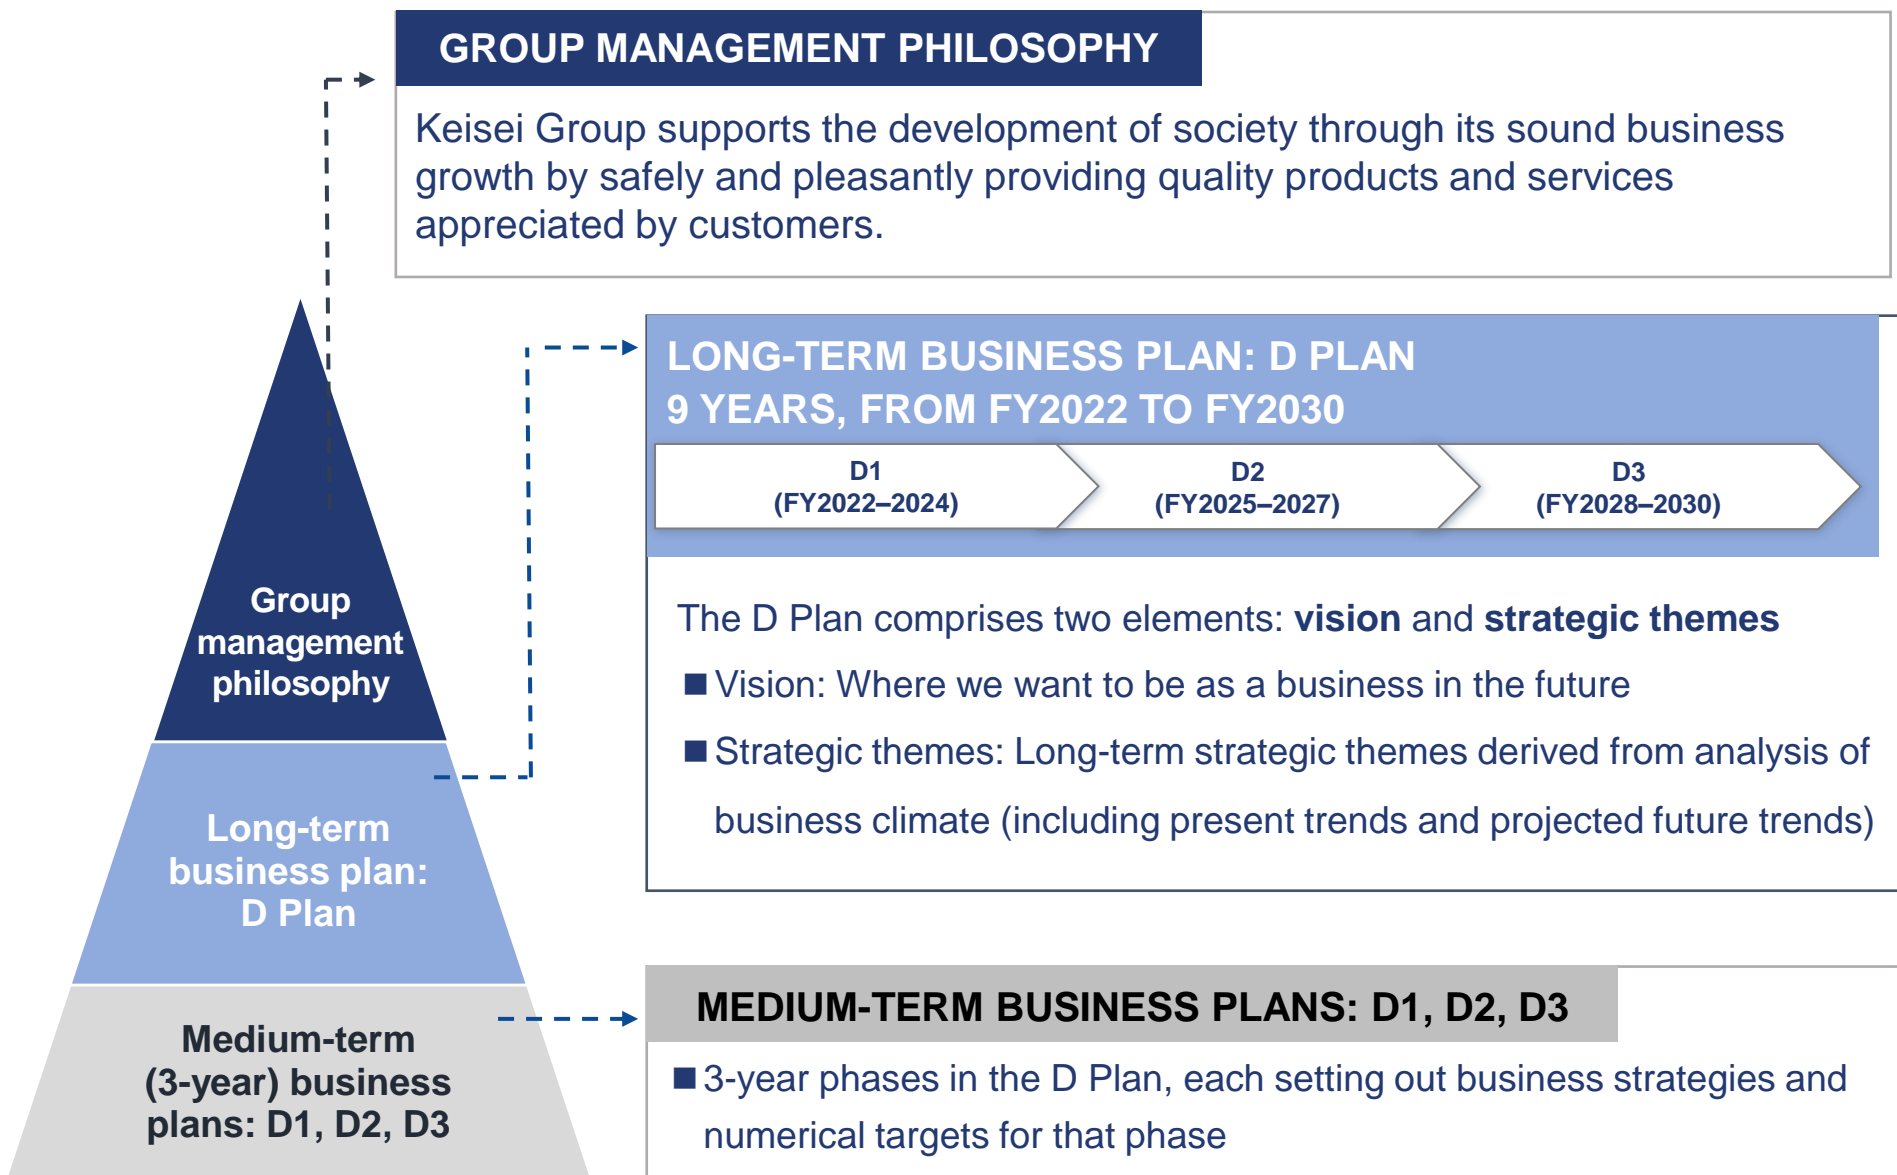 GROUP MANAGEMENT PHILOSOPHY
Keisei Group supports the development of society through its sound business
growth by safely and pleasantly providing quality products and services
appreciated by customers.
Group
management
philosophy
Long-term
business plan:
D Plan
Medium-term
(3-year) business
plans: D1, D2, D3
LONG-TERM BUSINESS PLAN: D PLAN
9 YEARS, FROM FY2022 TO FY2030
D1
(FY2022–2024)
D2
(FY2025–2027)
D3
(FY2028–2030)
The D Plan comprises two elements: vision and strategic themes
■ Vision: Where we want to be as a business in the future
■ Strategic themes: Long-term strategic themes derived from analysis of
business climate (including present trends and projected future trends)
MEDIUM-TERM BUSINESS PLANS: D1, D2, D3
■ 3-year phases in the D Plan, each setting out business strategies and
numerical targets for that phase